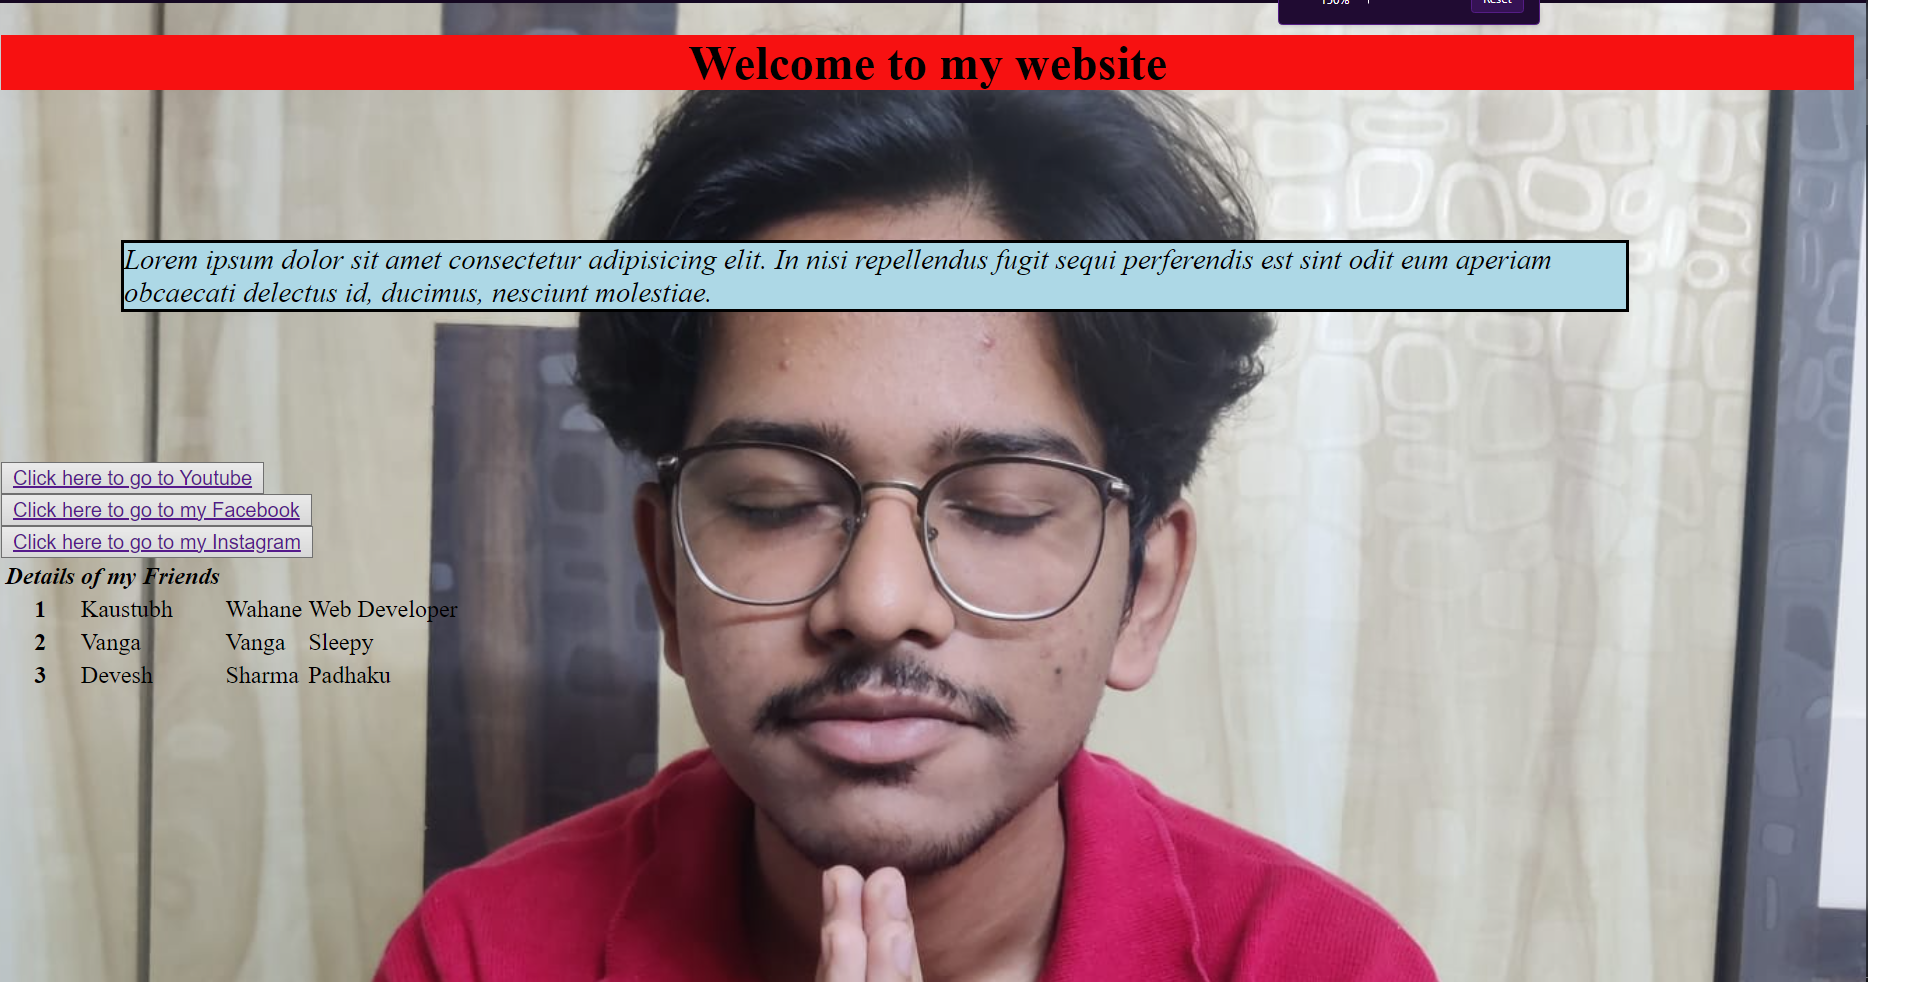 150%
Reset
Welcome to my website
Lorem ipsum dolor sit amet consectetur adipisicing elit. In nisi repellendus fugit sequi perferendis est sint odit eum aperiam
obcaecati delectus id, ducimus, nesciunt molestiae.
Click here to go to Youtube
Click here to go to my Facebook
Click here to go to my Instagram
Details of my Friends
1 Kaustubh Wahane Web Developer
2 Vanga Vanga Sleepy
3 Devesh Sharma Padhaku